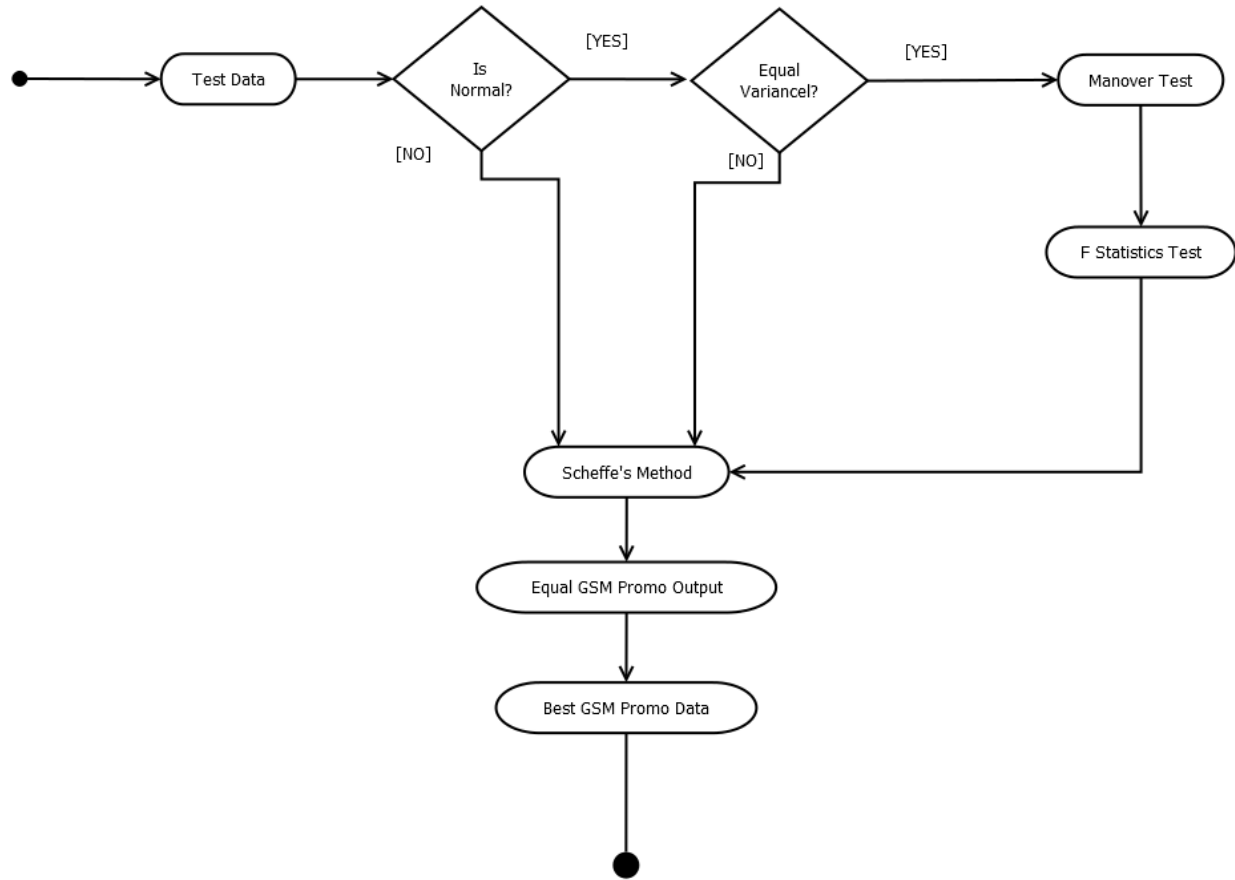 Is
Normal?
[YES]
Equal
Variancel?
[YES]
Test Data
Manover Test
[NO]
[NO]
F Statistics Test
Scheffe's Method
Equal GSM Promo Output
Best GSM Promo Data